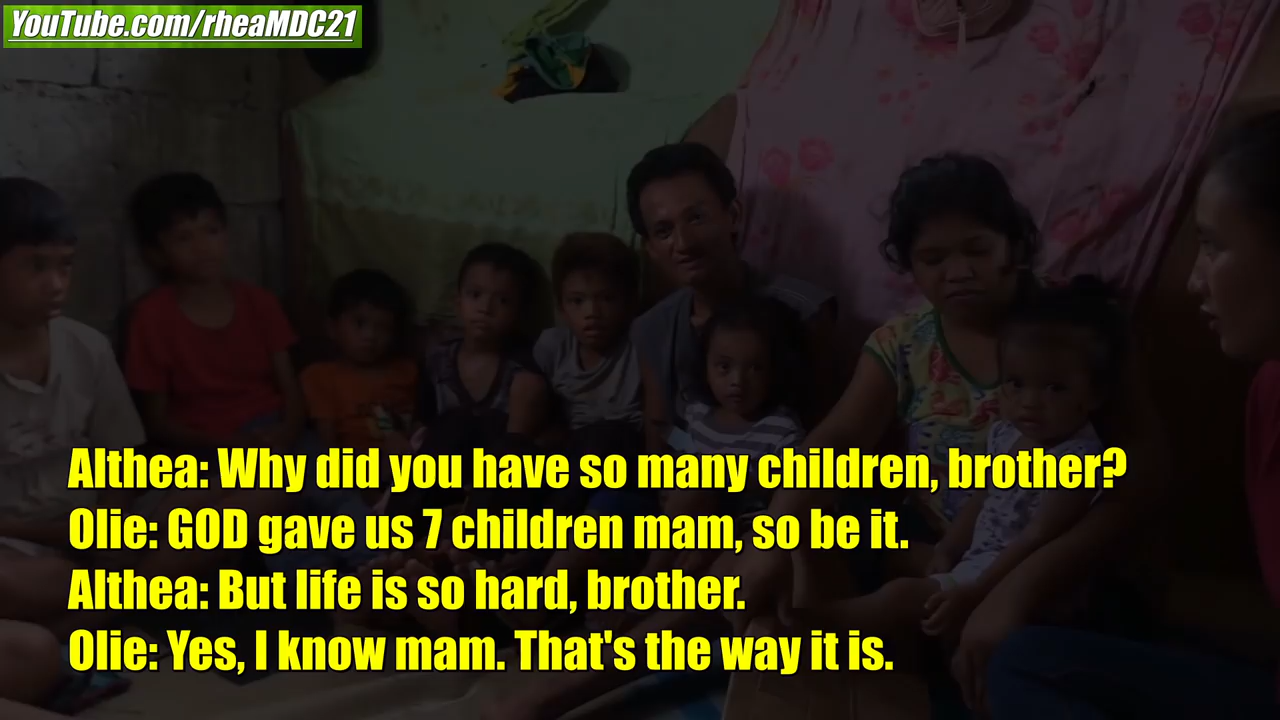 YouTube.com/rheaMDC21
Althea: Why did you have so many children, brother?
Olie: GOD gave us 7 children mam, so be it.
Althea: But life is so hard, brother.
Olie: Yes, I know mam. That's the way it is.